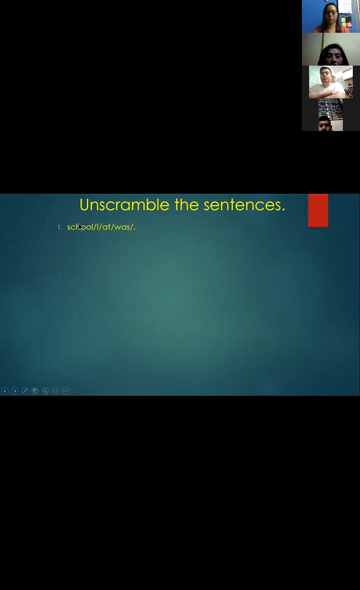 Unscramble the sentences.
1. school/I/at/was/.